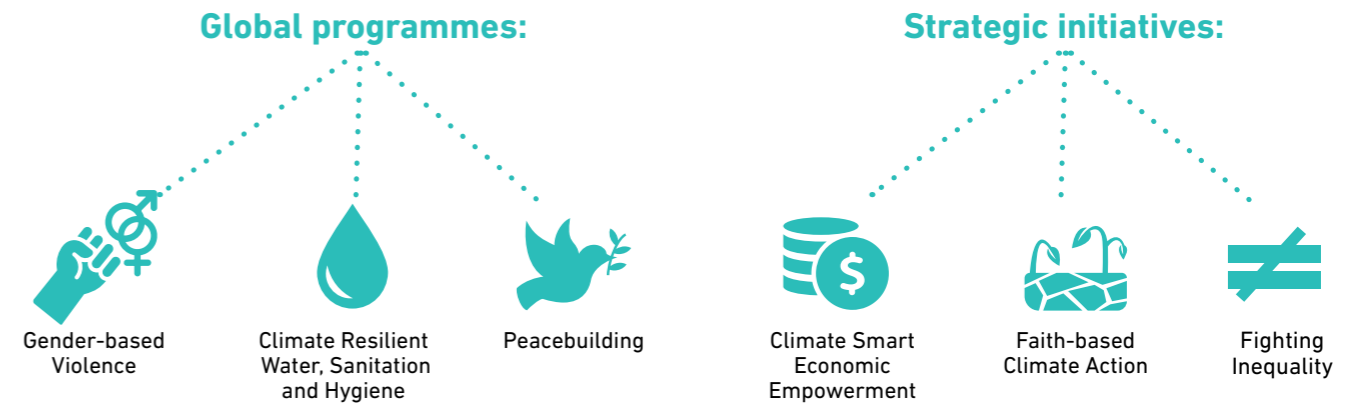 Global programmes:
Gender-based
Violence
Climate Resilient
Water, Sanitation
and Hygiene
Peacebuilding
Strategic initiatives:
$
Climate Smart
Economic
Empowerment
Faith-based
Climate Action
Fighting
Inequality